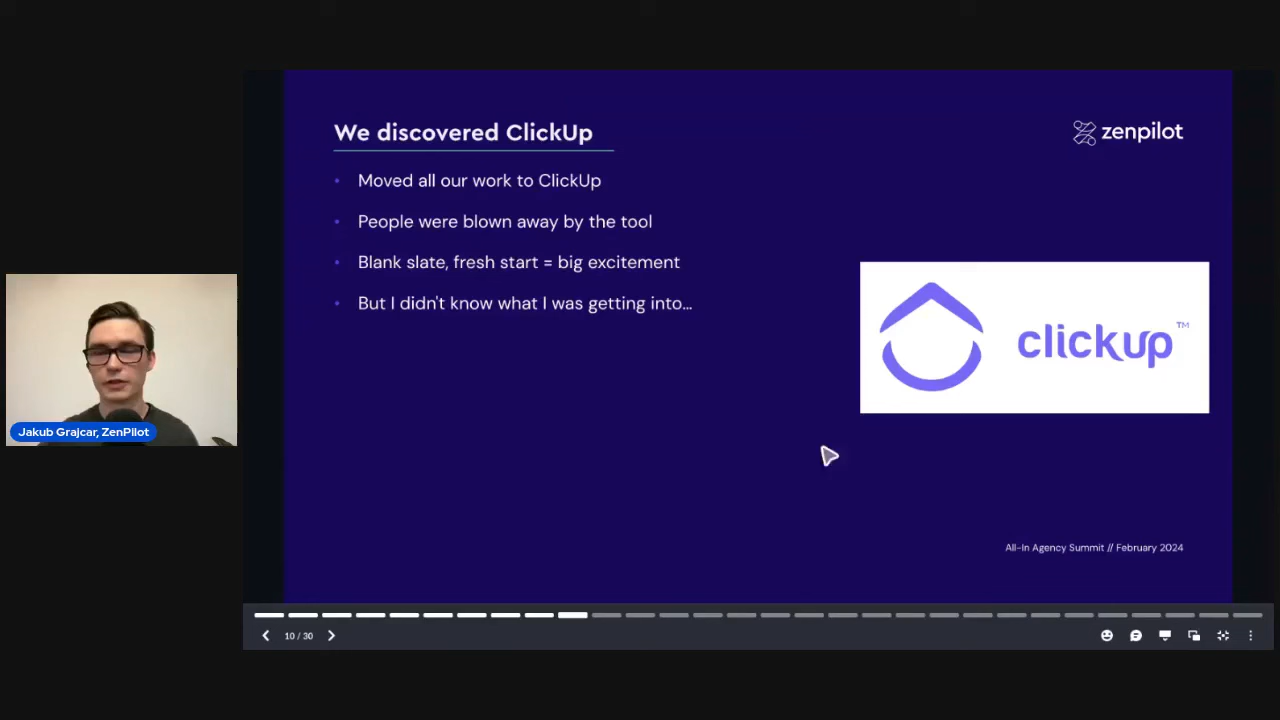 We discovered ClickUp
zenpilot
Moved all our work to ClickUp
People were blown away by the tool
Blank slate, fresh start = big excitement
But I didn't know what I was getting into...
clickup™
Jakub Grajcar, ZenPilot
All-In Agency Summit // February 2024
10 / 30